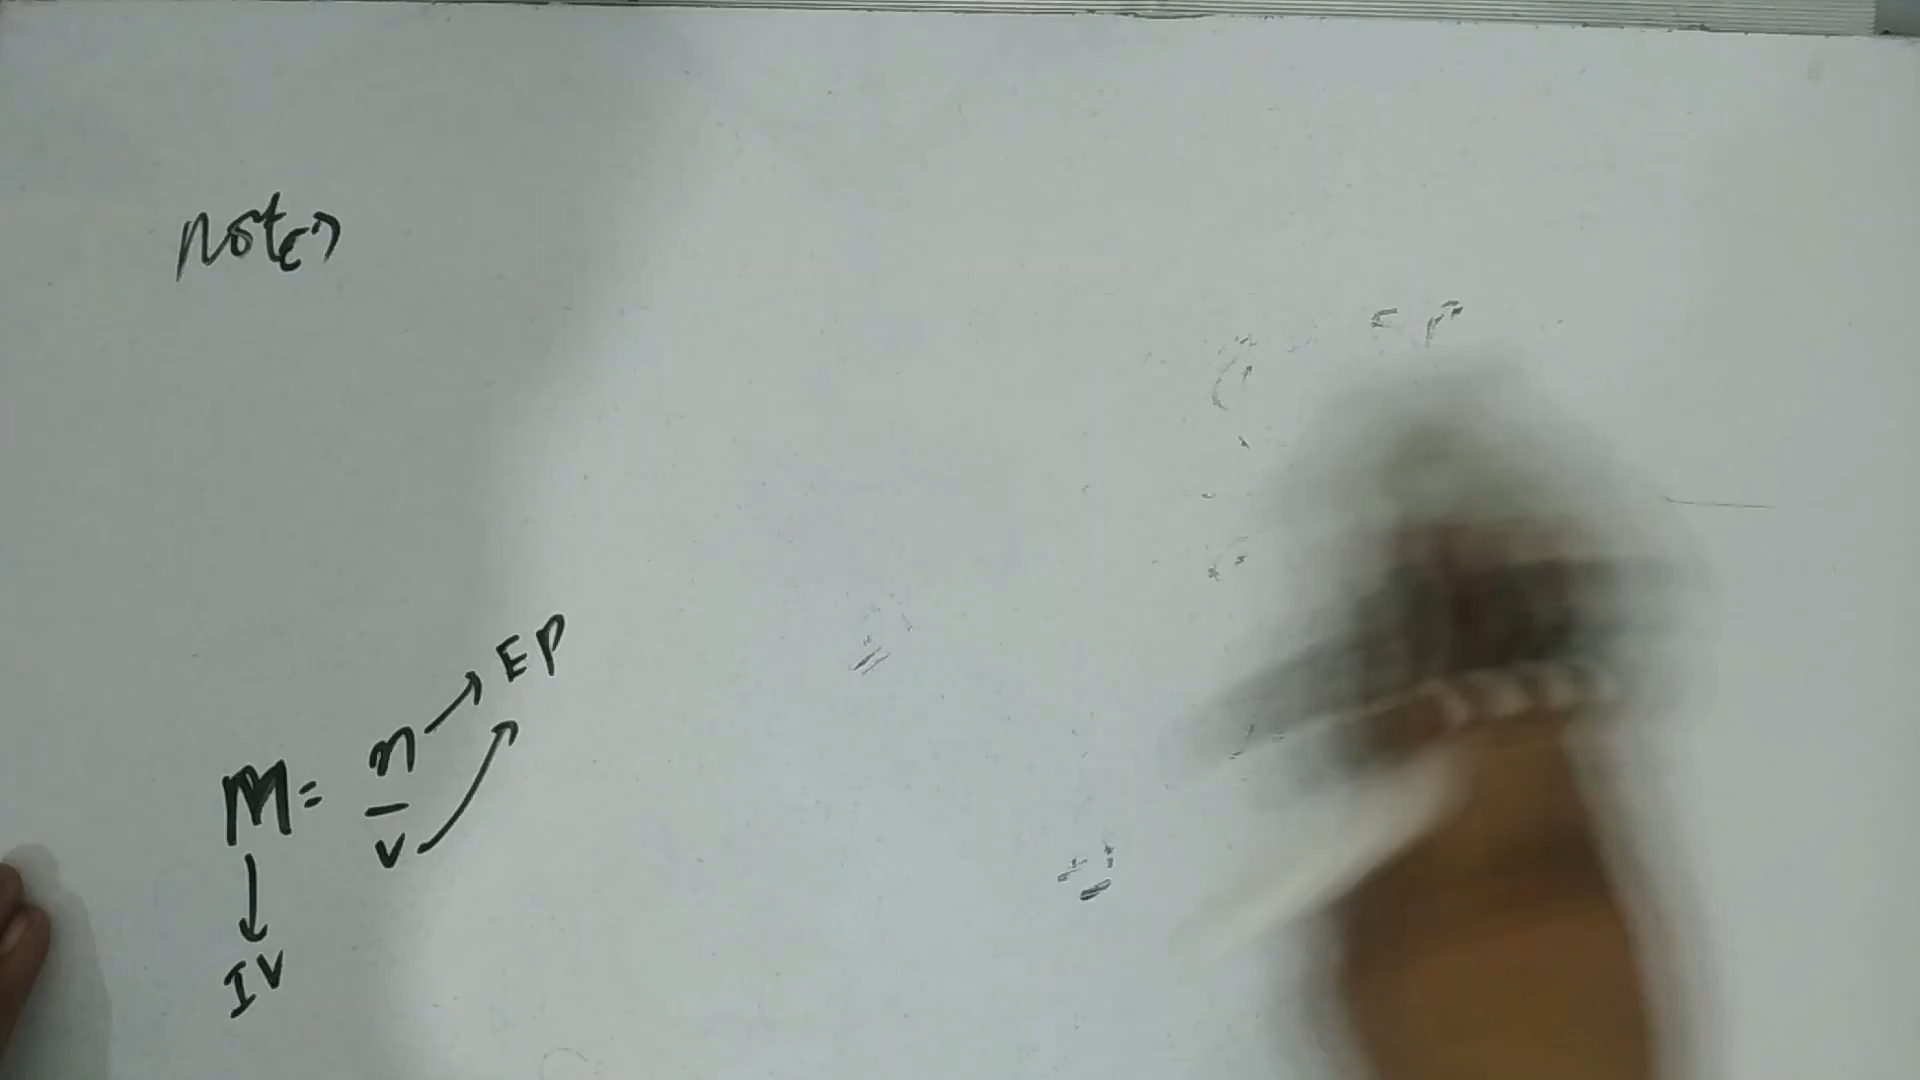 Note→
M = n/v → EP
↓
IV